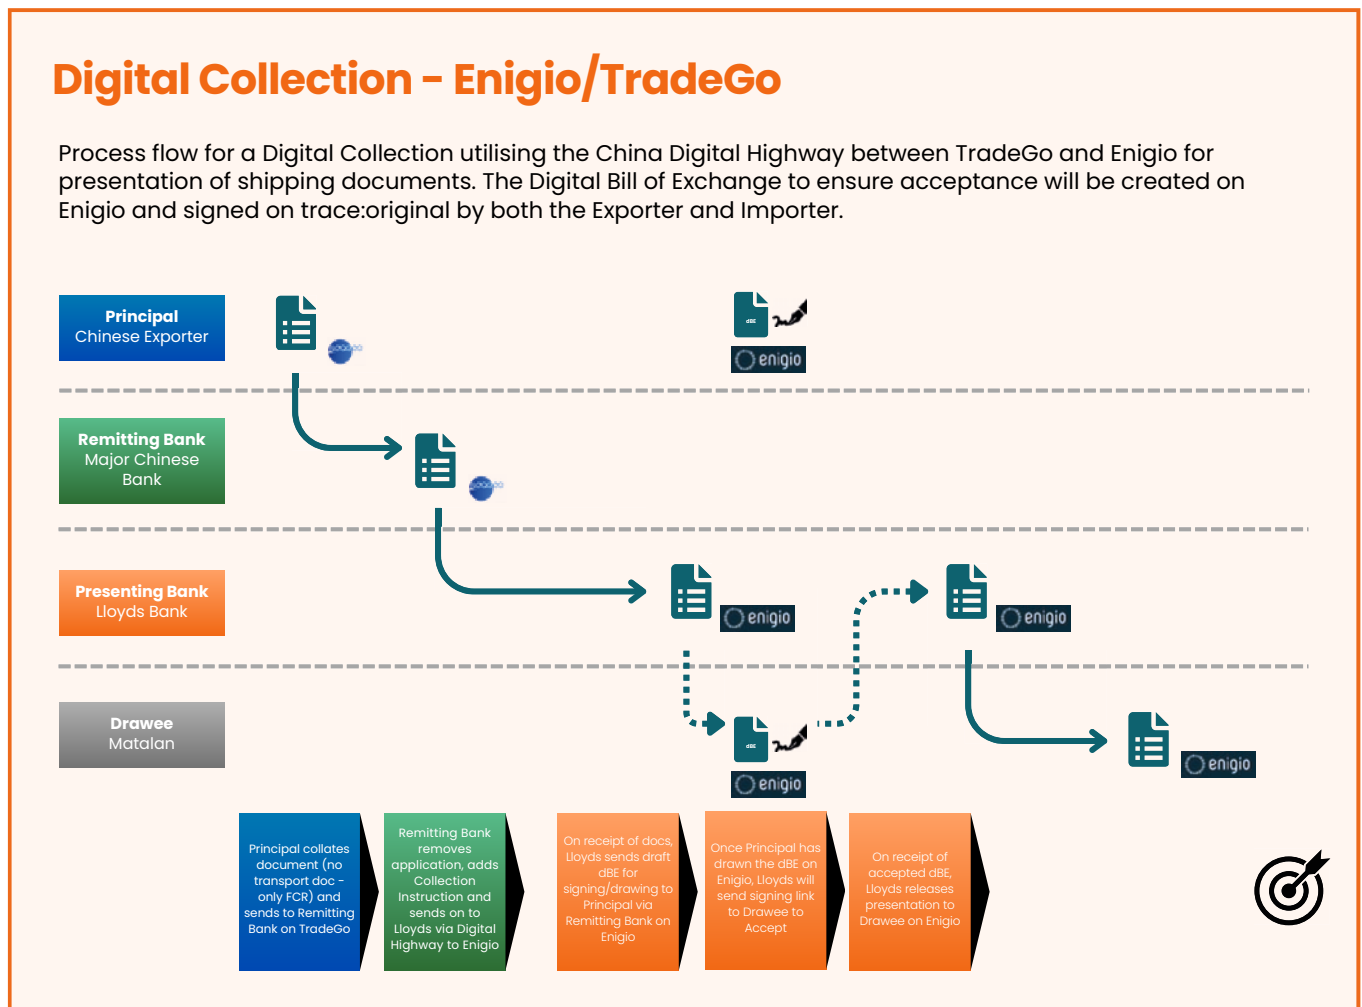 Digital Collection - Enigio/TradeGo
Process flow for a Digital Collection utilising the China Digital Highway between TradeGo and Enigio for
presentation of shipping documents. The Digital Bill of Exchange to ensure acceptance will be created on
Enigio and signed on trace:original by both the Exporter and Importer.
Principal
Chinese Exporter
dBE
enigio
Remitting Bank
Major Chinese
Bank
Presenting Bank
Lloyds Bank
enigio
enigio
Drawee
Matalan
dBE
enigio
enigio
Principal collates
document (no
transport doc -
only FCR) and
sends to Remitting
Bank on TradeGo
Remitting Bank
removes
application, adds
Collection
Instruction and
sends on to
Lloyds via Digital
Highway to Enigio
On receipt of docs,
Lloyds sends draft
dBE for
signing/drawing to
Principal via
Remitting Bank on
Enigio
Once Principal has
drawn the dBE on
Enigio, Lloyds will
send signing link
to Drawee to
Accept
On receipt of
accepted dBE,
Lloyds releases
presentation to
Drawee on Enigio